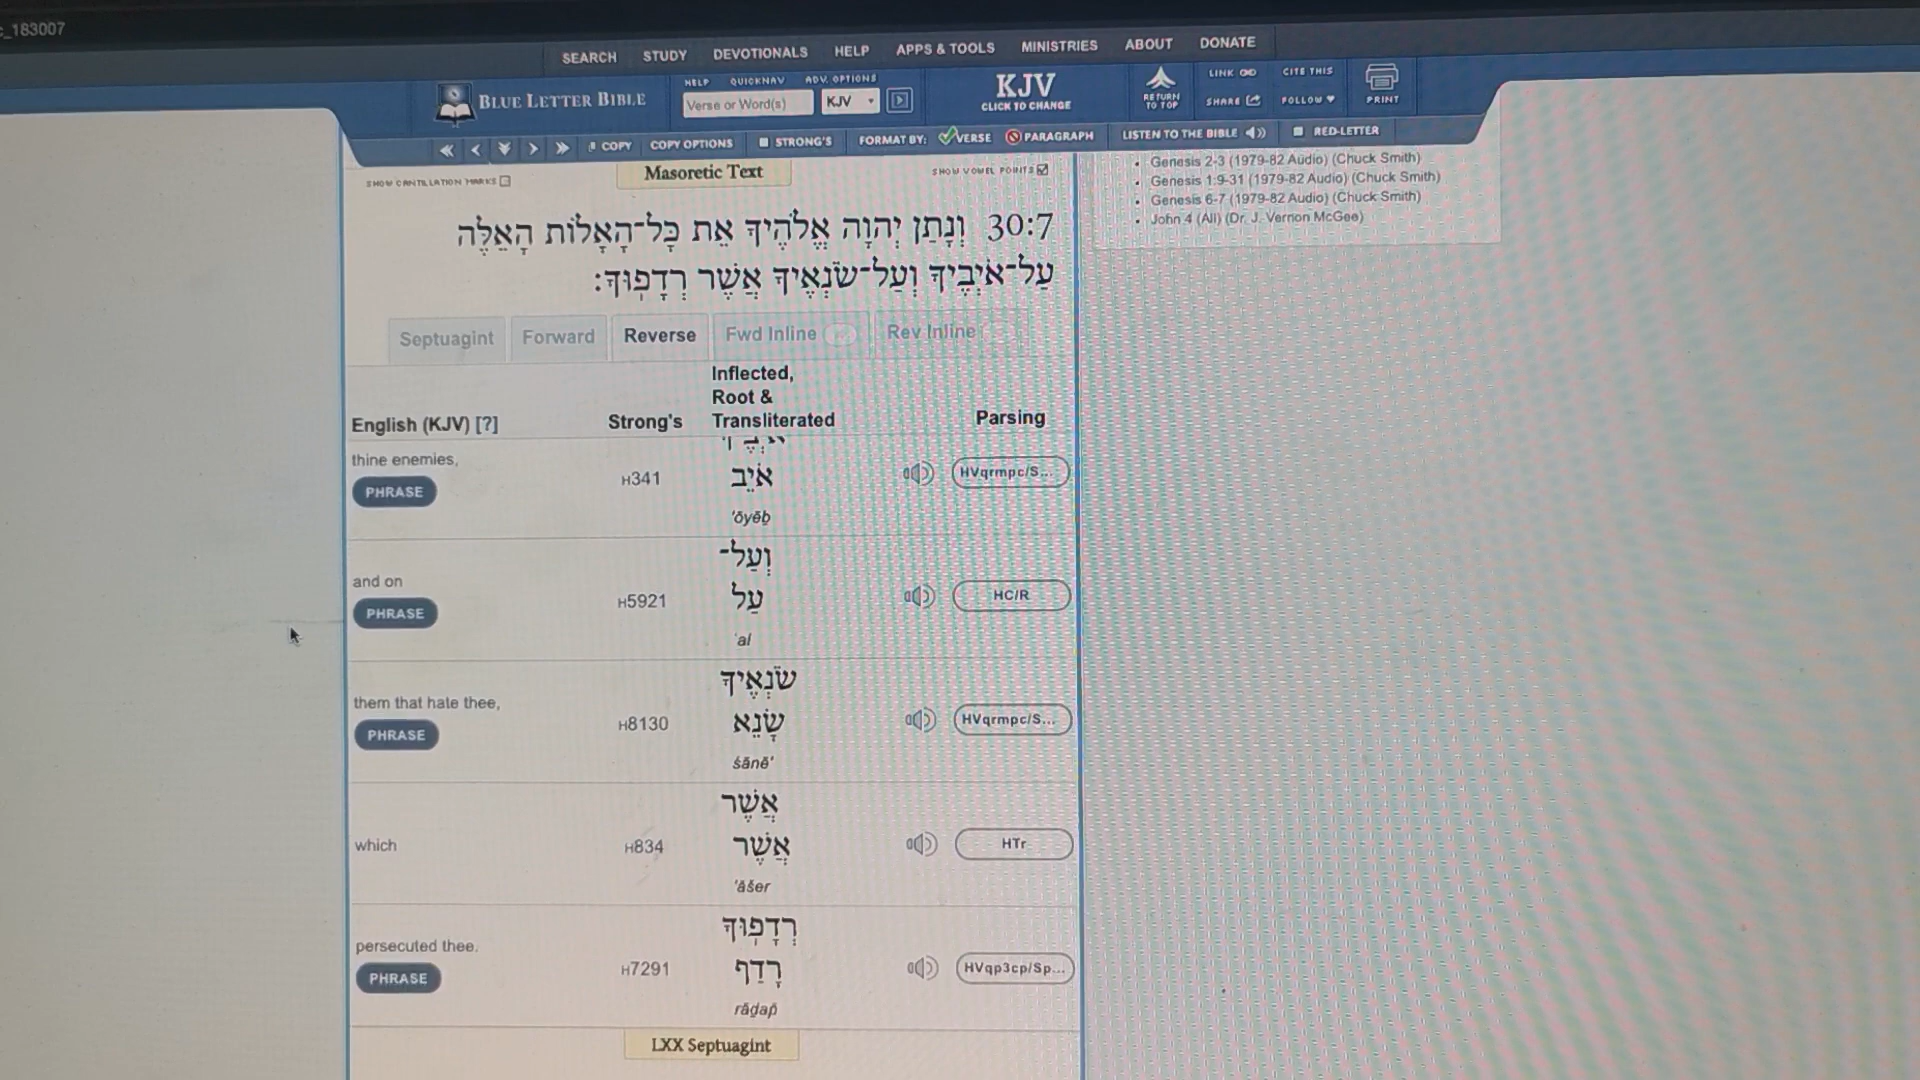 c_183007
SEARCH STUDY DEVOTIONALS HELP APPS & TOOLS MINISTRIES ABOUT DONATE
BLUE LETTER BIBLE
HELP QUICKNAV ADV. OPTIONS
Verse or Word(s) KJV
KJV
CLICK TO CHANGE
RETURN
TO TOP
LINK CITE THIS
SHARE FOLLOW
PRINT
COPY COPY OPTIONS STRONG'S FORMAT BY: VERSE PARAGRAPH LISTEN TO THE BIBLE RED-LETTER
SHOW CANTILLATION MARKS Masoretic Text SHOW VOWEL POINTS
30:7 וְנָתַן יְהוָה אֱלֹהֶיךָ אֵת כָּל־הָאָלוֹת הָאֵלֶּה
עַל־אֹיְבֶיךָ וְעַל־שֹׂנְאֶיךָ אֲשֶׁר רְדָפֽוּךָ׃
Septuagint Forward Reverse Fwd Inline Rev Inline
English (KJV) [?] Strong's Inflected, Root & Transliterated Parsing
thine enemies,
PHRASE
H341
אֹיֵב
'ōyēḇ
HVqrmpc/S...
and on
PHRASE
H5921
וְעַל־
עַל
ʿal
HC/R
them that hate thee,
PHRASE
H8130
שֹׂנְאֶיךָ
שָׂנֵא
śānē'
HVqrmpc/S...
which
H834
אֲשֶׁר
אֲשֶׁר
'ăšer
HTr
persecuted thee.
PHRASE
H7291
רְדָפֽוּךָ
רָדַף
rāḏap̄
HVqp3cp/Sp...
LXX Septuagint
Genesis 2-3 (1979-82 Audio) (Chuck Smith)
Genesis 1:9-31 (1979-82 Audio) (Chuck Smith)
Genesis 6-7 (1979-82 Audio) (Chuck Smith)
John 4 (All) (Dr. J. Vernon McGee)